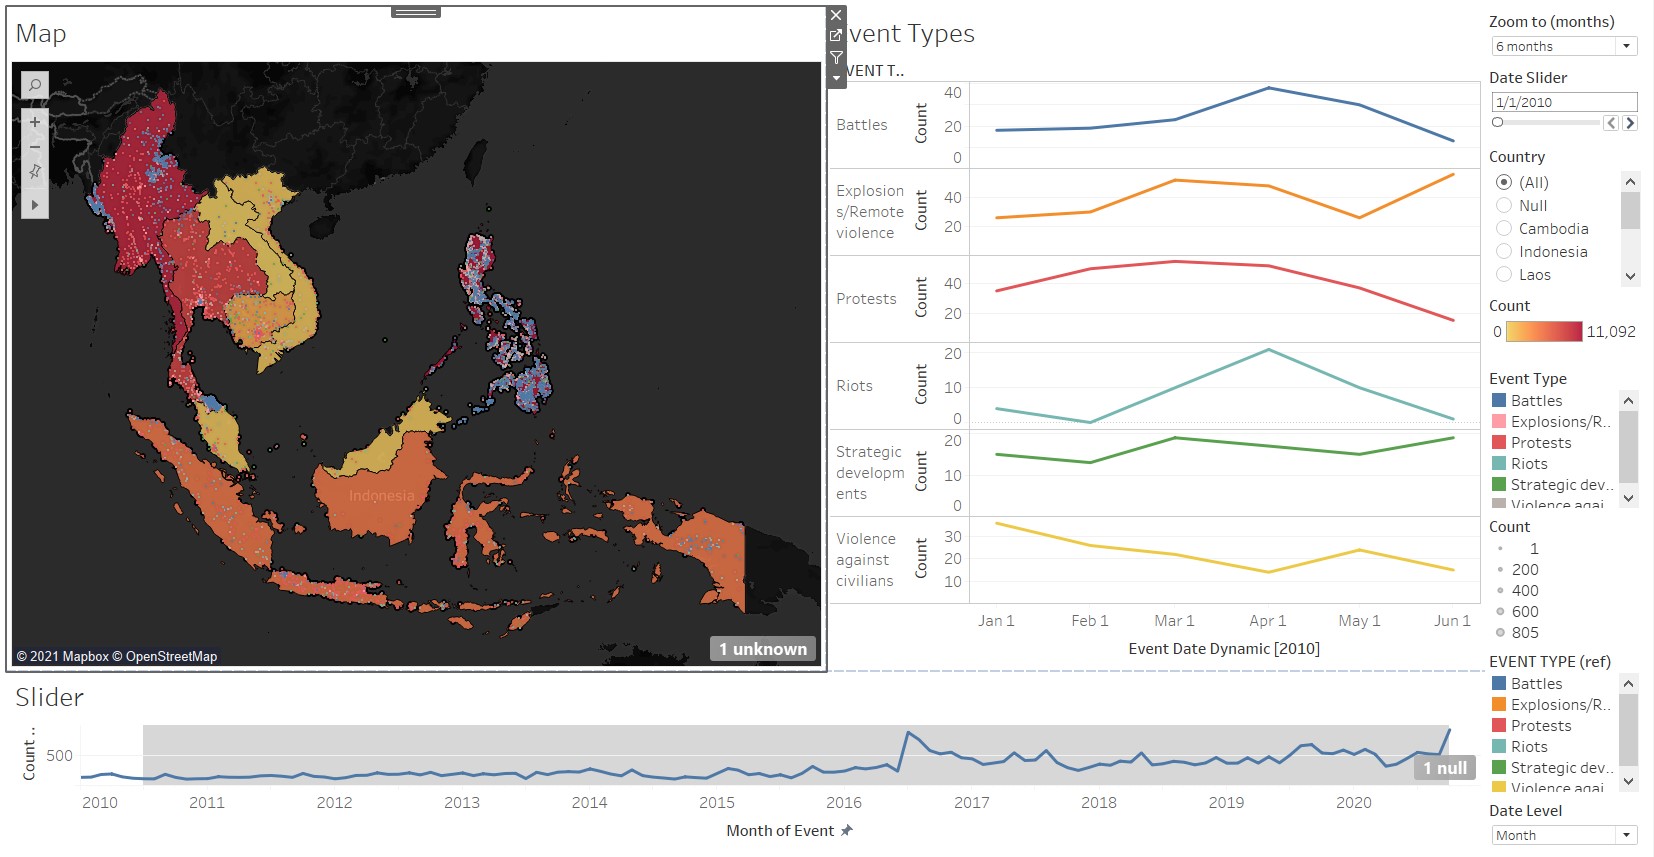 Map
Indonesia
© 2021 Mapbox © OpenStreetMap
1 unknown
vent Types
VENT T..
Battles
Count
40
20
0
Explosion
s/Remote
violence
Count
40
20
Protests
Count
40
20
Riots
Count
20
10
0
Strategic
developm
ents
Count
20
10
0
Violence
against
civilians
Count
30
20
10
Jan 1
Feb 1
Mar 1
Apr 1
May 1
Jun 1
Event Date Dynamic [2010]
Slider
Count ..
500
1 null
2010
2011
2012
2013
2014
2015
2016
2017
2018
2019
2020
Month of Event
Zoom to (months)
6 months
Date Slider
1/1/2010
Country
(All)
Null
Cambodia
Indonesia
Laos
Count
0
11,092
Event Type
Battles
Explosions/R..
Protests
Riots
Strategic dev..
Violence agai
Count
1
200
400
600
805
EVENT TYPE (ref)
Battles
Explosions/R..
Protests
Riots
Strategic dev..
Violence agai
Date Level
Month